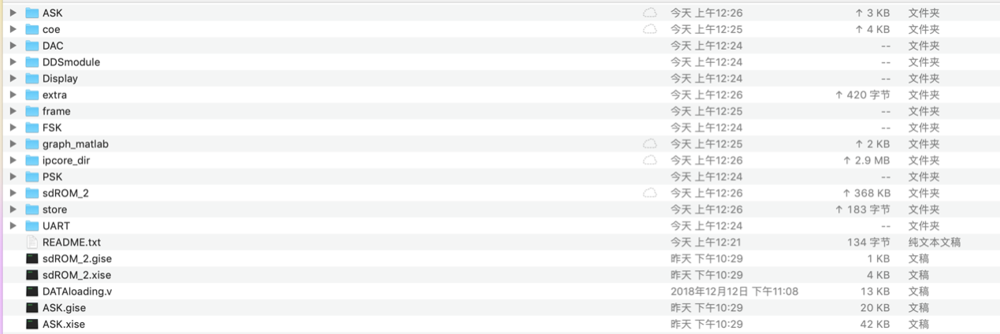 ASK 今天 上午12:26 ↑ 3 KB 文件夹
coe 今天 上午12:25 ↑ 4 KB 文件夹
DAC 今天 上午12:24 -- 文件夹
DDSmodule 今天 上午12:24 -- 文件夹
Display 今天 上午12:24 -- 文件夹
extra 今天 上午12:26 ↑ 420 字节 文件夹
frame 今天 上午12:25 -- 文件夹
FSK 今天 上午12:24 -- 文件夹
graph_matlab 今天 上午12:25 ↑ 2 KB 文件夹
ipcore_dir 今天 上午12:26 ↑ 2.9 MB 文件夹
PSK 今天 上午12:24 -- 文件夹
sdROM_2 今天 上午12:26 ↑ 368 KB 文件夹
store 今天 上午12:26 ↑ 183 字节 文件夹
UART 今天 上午12:24 -- 文件夹
README.txt 今天 上午12:21 134 字节 纯文本文稿
sdROM_2.gise 昨天 下午10:29 1 KB 文稿
sdROM_2.xise 昨天 下午10:29 4 KB 文稿
DATAloading.v 2018年12月12日 下午11:08 13 KB 文稿
ASK.gise 昨天 下午10:29 20 KB 文稿
ASK.xise 昨天 下午10:29 42 KB 文稿